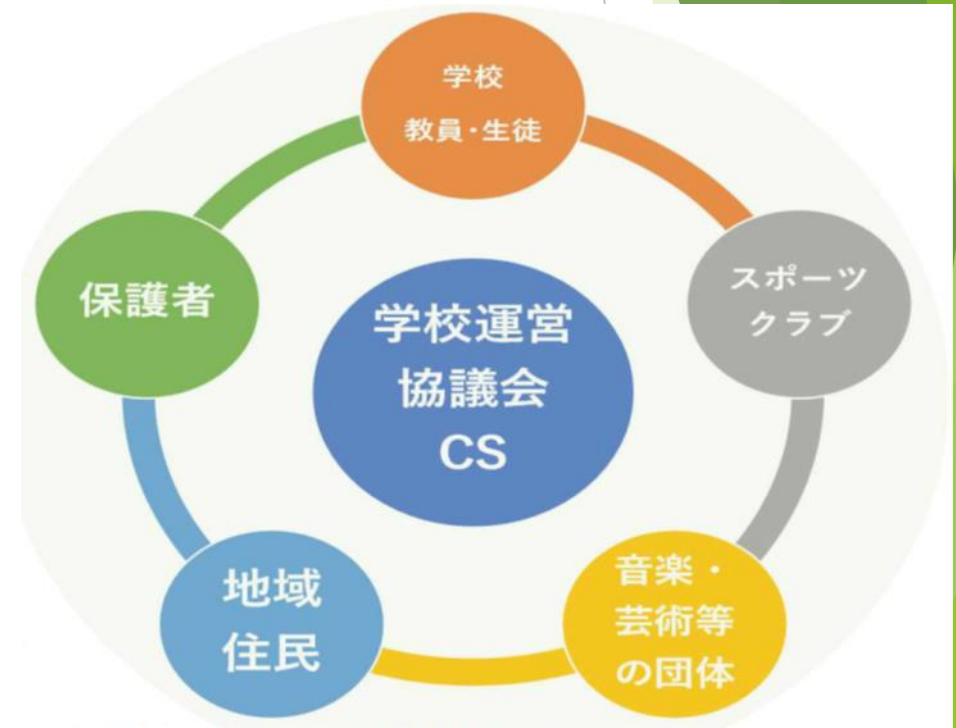 学校
教員・生徒
スポーツ
クラブ
音楽・
芸術等
の団体
地域
住民
保護者
学校運営
協議会
CS